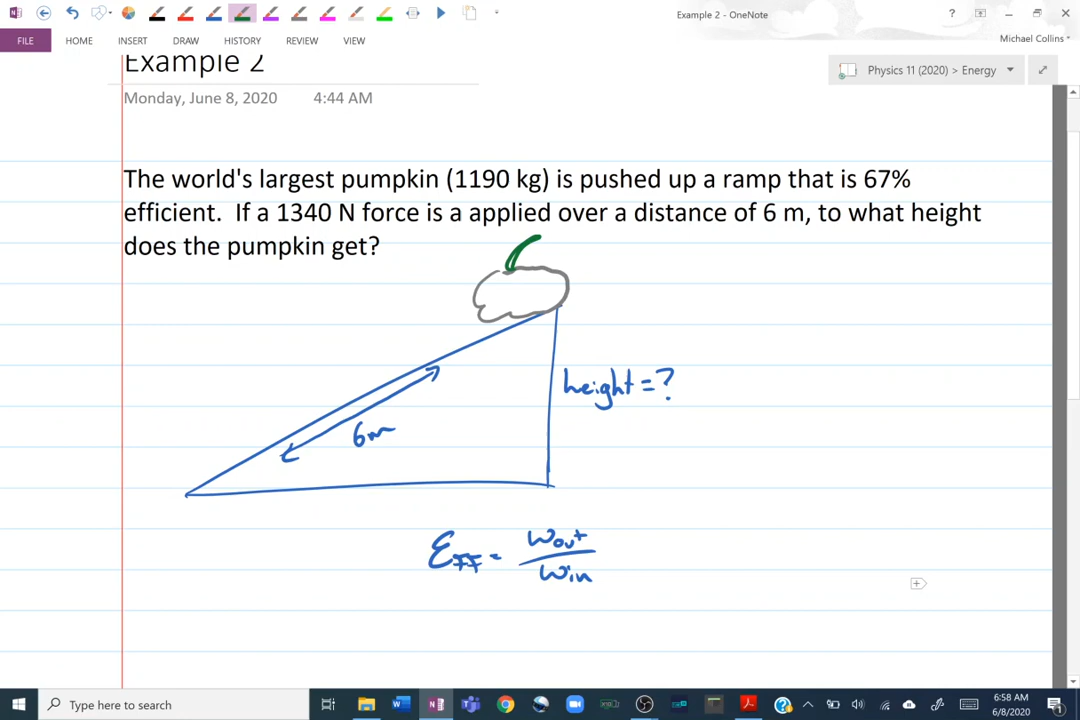 Example 2 - OneNote
?
FILE
HOME
INSERT
DRAW
HISTORY
REVIEW
VIEW
Michael Collins
Example 2
Physics 11 (2020) > Energy
Monday, June 8, 2020 4:44 AM
The world's largest pumpkin (1190 kg) is pushed up a ramp that is 67%
efficient. If a 1340 N force is a applied over a distance of 6 m, to what height
does the pumpkin get?
height = ?
6m
Eff = Wout
Win
Type here to search
6:58 AM
6/8/2020